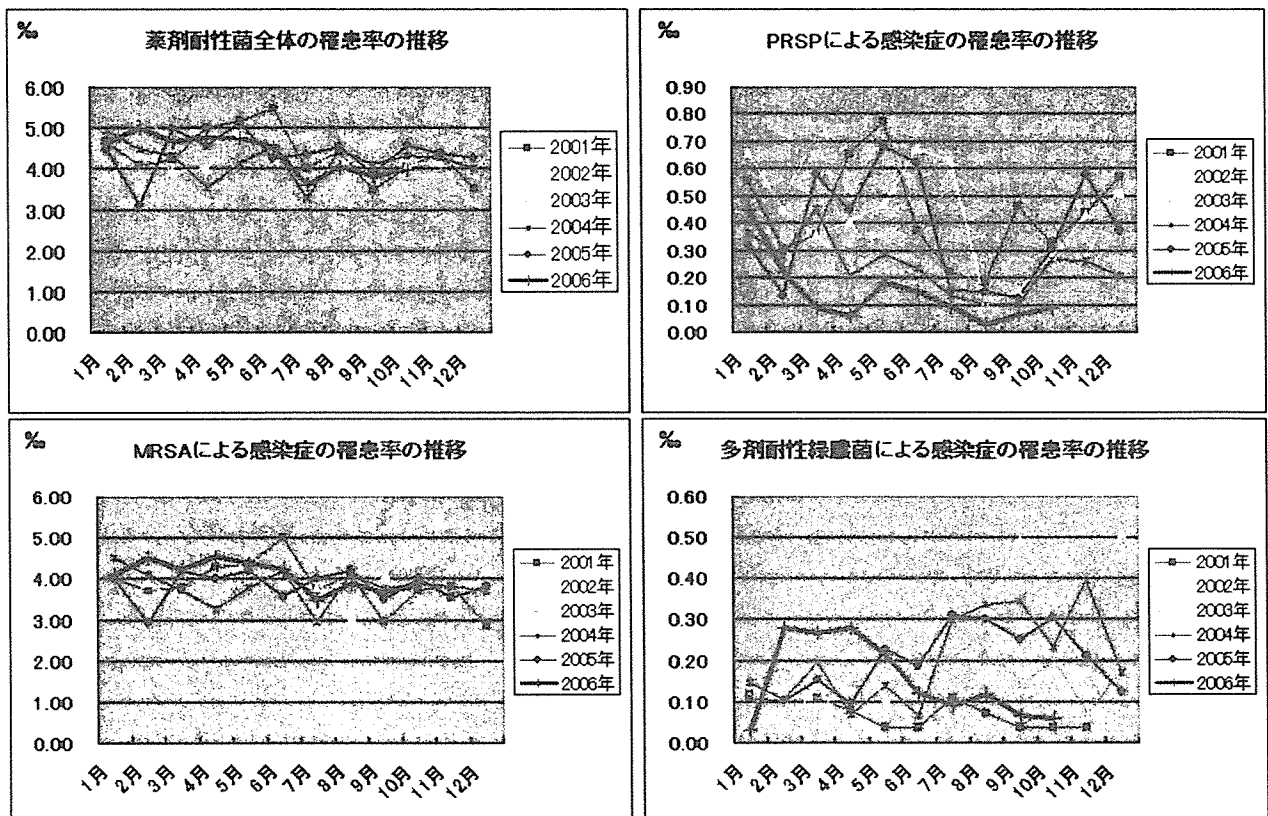 ‰
薬剤耐性菌全体の罹患率の推移
6.00
5.00
4.00
3.00
2.00
1.00
0.00
1月
2月
3月
4月
5月
6月
7月
8月
9月
10月
11月
12月
2001年
2002年
2003年
2004年
2005年
2006年
‰
PRSPによる感染症の罹患率の推移
0.90
0.80
0.70
0.60
0.50
0.40
0.30
0.20
0.10
0.00
1月
2月
3月
4月
5月
6月
7月
8月
9月
10月
11月
12月
2001年
2002年
2003年
2004年
2005年
2006年
‰
MRSAによる感染症の罹患率の推移
6.00
5.00
4.00
3.00
2.00
1.00
0.00
1月
2月
3月
4月
5月
6月
7月
8月
9月
10月
11月
12月
2001年
2002年
2003年
2004年
2005年
2006年
‰
多剤耐性緑膿菌による感染症の罹患率の推移
0.60
0.50
0.40
0.30
0.20
0.10
0.00
1月
2月
3月
4月
5月
6月
7月
8月
9月
10月
11月
12月
2001年
2002年
2003年
2004年
2005年
2006年